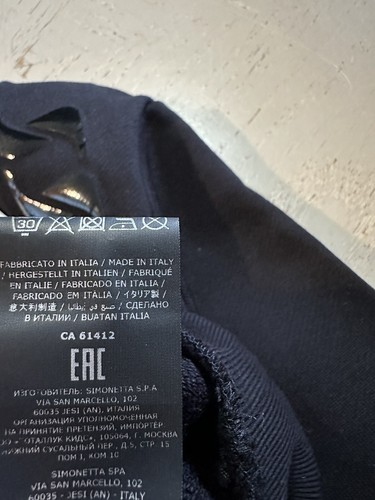 30
FABBRICATO IN ITALIA / MADE IN ITALY
/ HERGESTELLT IN ITALIEN / FABRIQUÉ
EN ITALIE / FABRICADO EN ITALIA /
FABRICADO EM ITALIA / イタリア製 /
意大利制造 / صنع في إيطاليا / СДЕЛАНО
В ИТАЛИИ / BUATAN ITALIA
CA 61412
EAC
ИЗГОТОВИТЕЛЬ: SIMONETTA S.P.A
VIA SAN MARCELLO, 102
60035 JESI (AN), ИТАЛИЯ
ОРГАНИЗАЦИЯ УПОЛНОМОЧЕННАЯ
НА ПРИНЯТИЕ ПРЕТЕНЗИЙ, ИМПОРТЕР
КИДС», 105064, Г. МОСКВА
СУСАЛЬНЫЙ ПЕР, Д.5, СТР. 15
ПОМ I, КОМ 10
SIMONETTA SPA
VIA SAN MARCELLO, 102
60035 - JESI (AN) - ITALY